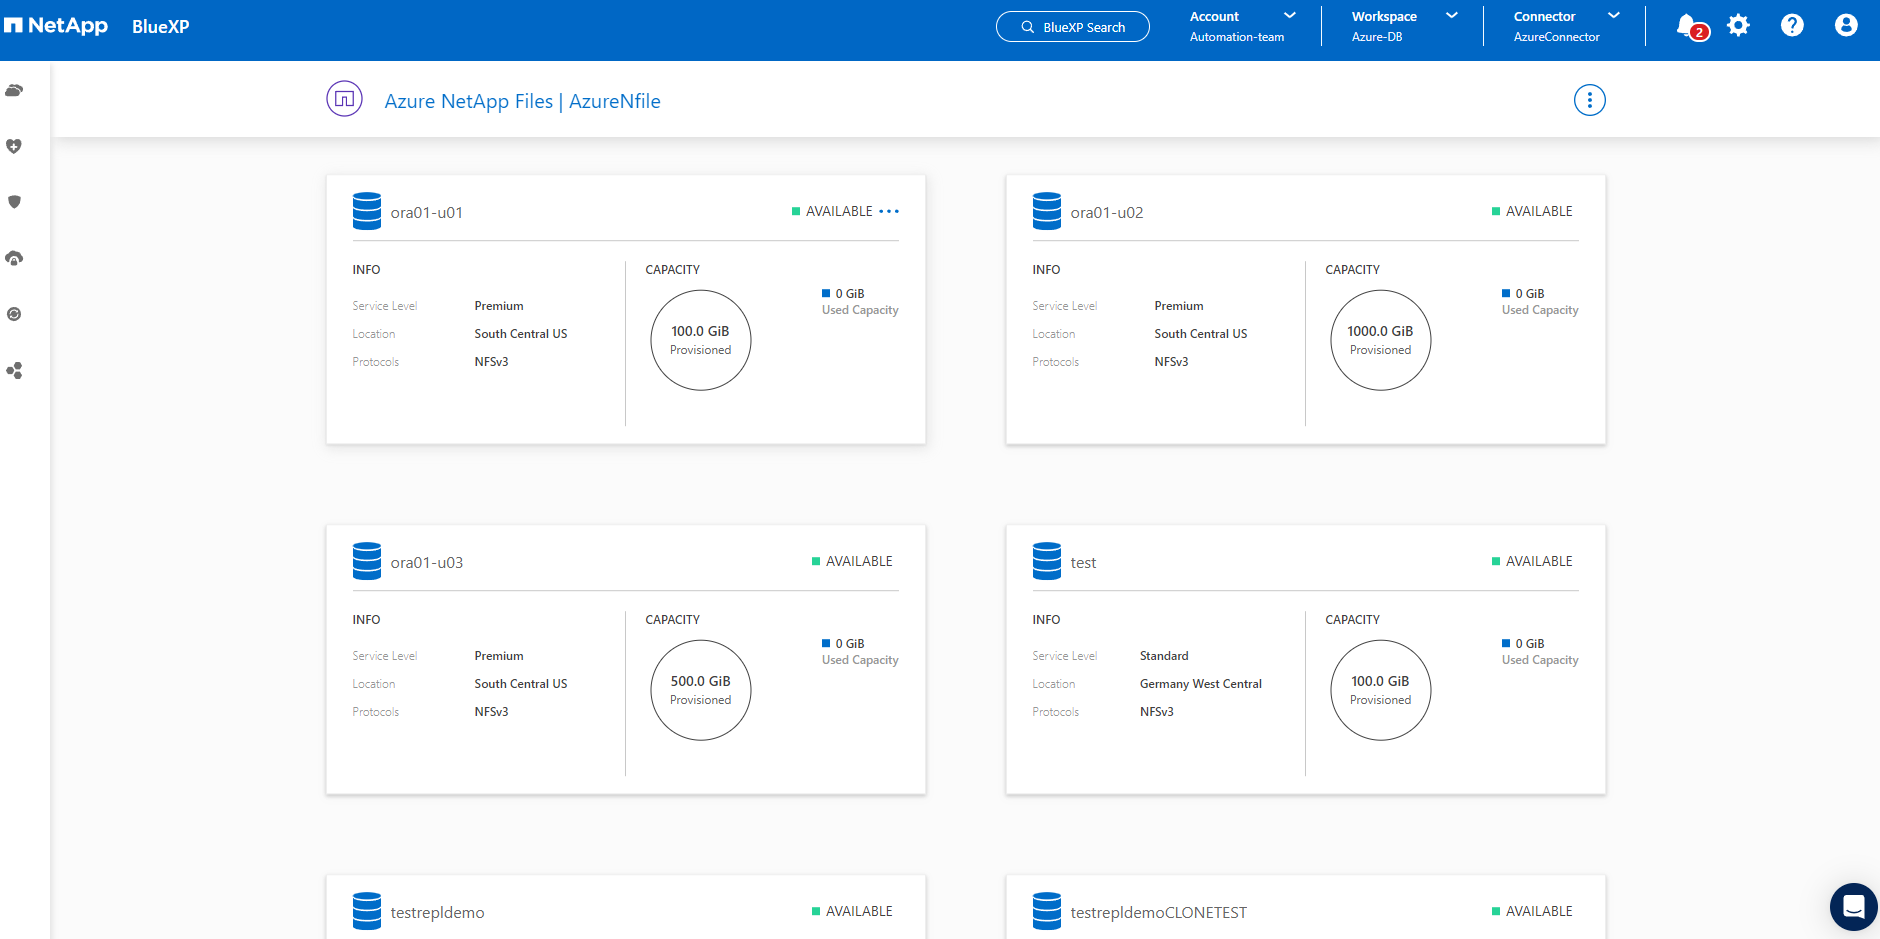 NetApp BlueXP
BlueXP Search
Account
Automation-team
Workspace
Azure-DB
Connector
AzureConnector
2
?
Azure NetApp Files | AzureNfile
ora01-u01
AVAILABLE
INFO
Service Level Premium
Location South Central US
Protocols NFSv3
CAPACITY
100.0 GiB
Provisioned
0 GiB
Used Capacity
ora01-u02
AVAILABLE
INFO
Service Level Premium
Location South Central US
Protocols NFSv3
CAPACITY
1000.0 GiB
Provisioned
0 GiB
Used Capacity
ora01-u03
AVAILABLE
INFO
Service Level Premium
Location South Central US
Protocols NFSv3
CAPACITY
500.0 GiB
Provisioned
0 GiB
Used Capacity
test
AVAILABLE
INFO
Service Level Standard
Location Germany West Central
Protocols NFSv3
CAPACITY
100.0 GiB
Provisioned
0 GiB
Used Capacity
testrepldemo
AVAILABLE
testrepldemoCLONETEST
AVAILABLE